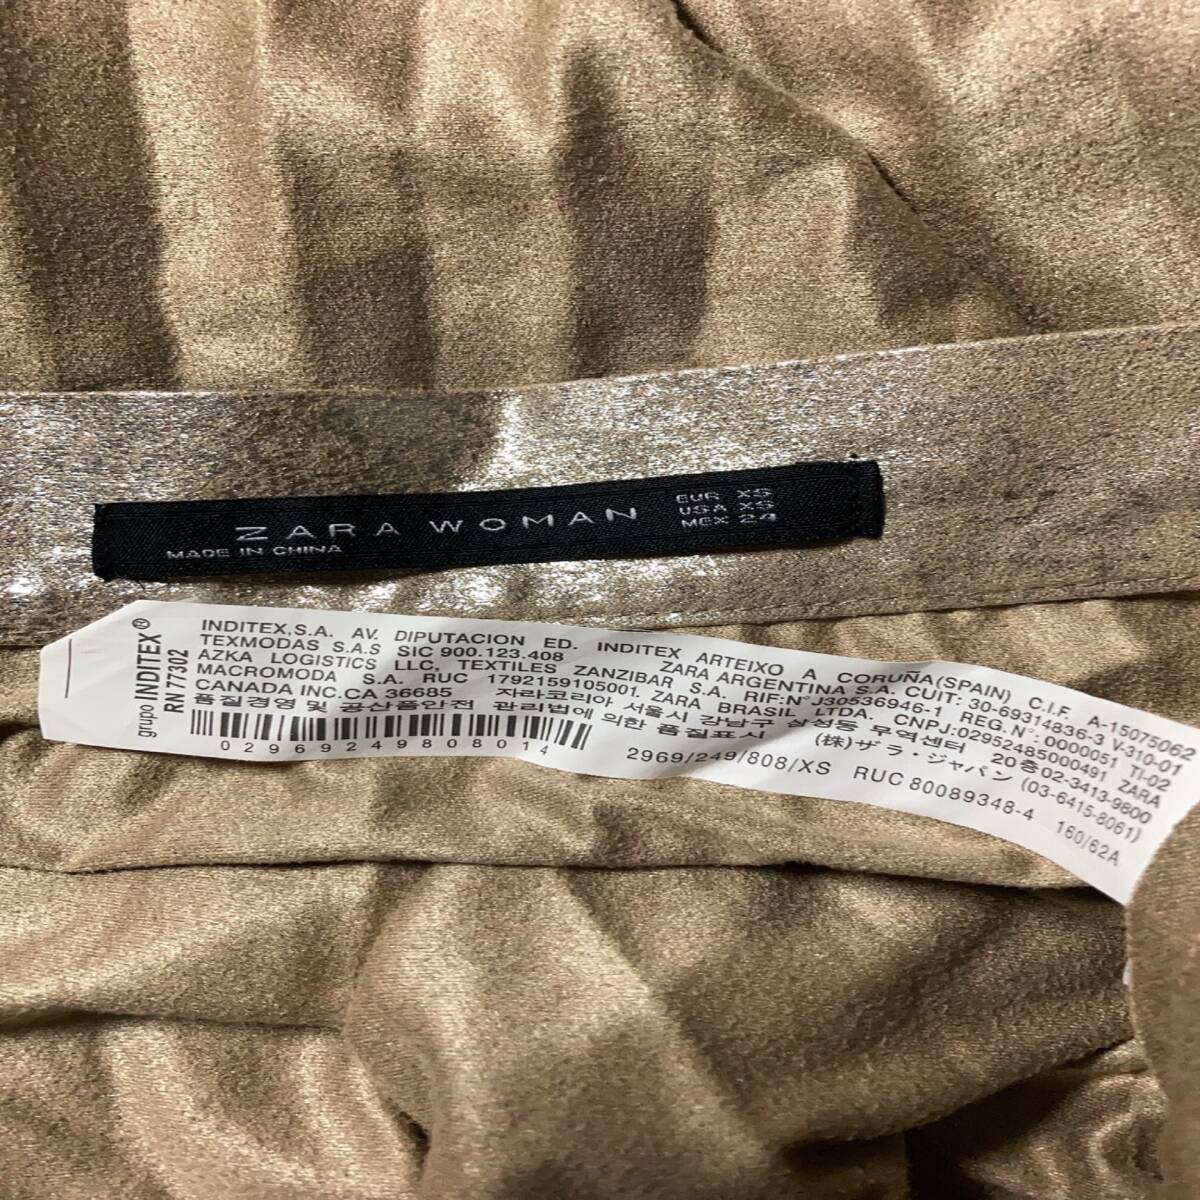 ZARA WOMAN
MADE IN CHINA
EUR XS
USA XS
MEX 24
grupo INDITEX®
RN 77302
INDITEX,S.A. AV. DIPUTACION ED. INDITEX ARTEIXO A CORUÑA(SPAIN) C.I.F. A-15075062
TEXMODAS S.A.S SIC 900.123.408 ZARA ARGENTINA S.A. CUIT: 30-69314836-3 V-310-01
AZKA LOGISTICS LLC, TEXTILES ZANZIBAR S.A. RIF:N°J30536946-1 REG.N°: 0000051 TI-02
MACROMODA S.A. RUC 1792159105001. ZARA BRASIL LTDA. CNPJ:02952485000491 ZARA
CANADA INC.CA 36685 자라코리아 서울시 강남구 삼성동 무역센터 20층02-3413-9800
품질경영 및 공산품안전 관리법에 의한 품질표시 (株)ザラ・ジャパン (03-6415-8061)
02969249808014 2969/249/808/XS RUC 80089348-4 160/62A